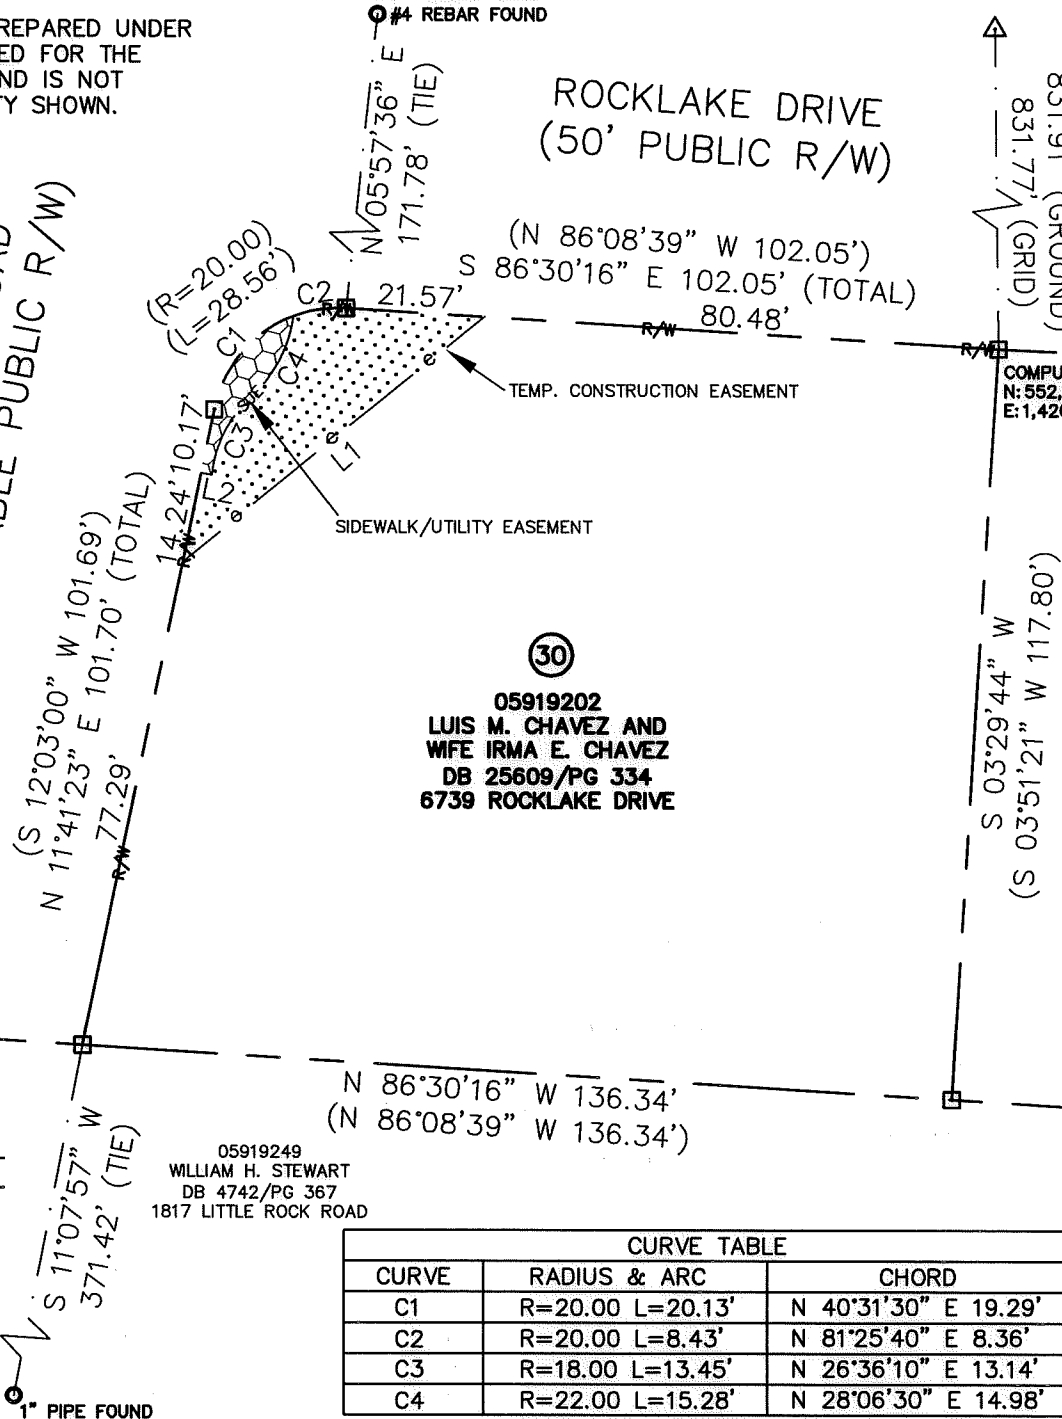 REPARED UNDER
ED FOR THE
ND IS NOT
TY SHOWN.
#4 REBAR FOUND
N 05°57'36" E
171.78' (TIE)
ROCKLAKE DRIVE
(50' PUBLIC R/W)
831.91' (GROUND)
831.77' (GRID)
PUBLIC R/W)
(R=20.00)
(L=28.56')
(N 86°08'39" W 102.05')
S 86°30'16" E 102.05' (TOTAL)
C2
R/W
21.57'
R/W
80.48'
R/W
COMPU
N: 552,
E: 1,420
C1
C4
e
TEMP. CONSTRUCTION EASEMENT
SUE
C3
e
L1
10.17'
L2
e
14.24'
R/W
SIDEWALK/UTILITY EASEMENT
(S 12°03'00" W 101.69')
N 11°41'23" E 101.70' (TOTAL)
77.29'
R/W
30
05919202
LUIS M. CHAVEZ AND
WIFE IRMA E. CHAVEZ
DB 25609/PG 334
6739 ROCKLAKE DRIVE
S 03°29'44" W
(S 03°51'21" W 117.80')
N 86°30'16" W 136.34'
(N 86°08'39" W 136.34')
S 11°07'57" W
371.42' (TIE)
05919249
WILLIAM H. STEWART
DB 4742/PG 367
1817 LITTLE ROCK ROAD
1" PIPE FOUND
CURVE TABLE
CURVE RADIUS & ARC CHORD
C1 R=20.00 L=20.13' N 40°31'30" E 19.29'
C2 R=20.00 L=8.43' N 81°25'40" E 8.36'
C3 R=18.00 L=13.45' N 26°36'10" E 13.14'
C4 R=22.00 L=15.28' N 28°06'30" E 14.98'